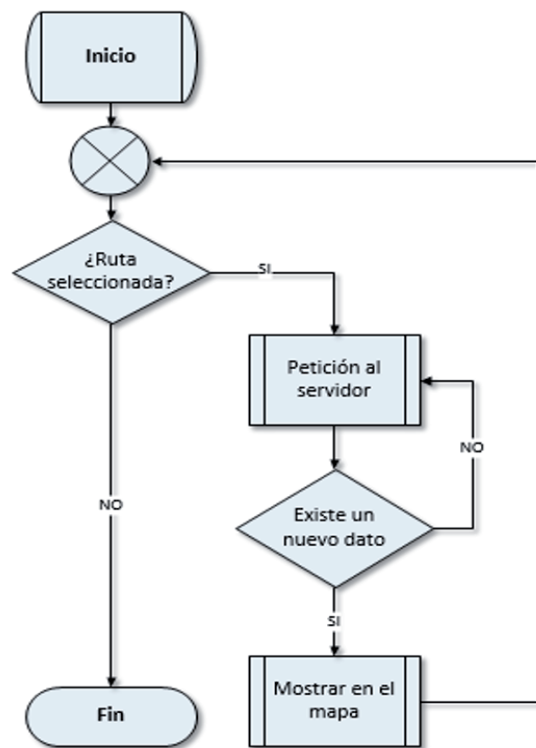 Inicio
¿Ruta
seleccionada?
SI
Petición al
servidor
NO
Existe un
nuevo dato
NO
SI
Mostrar en el
mapa
Fin